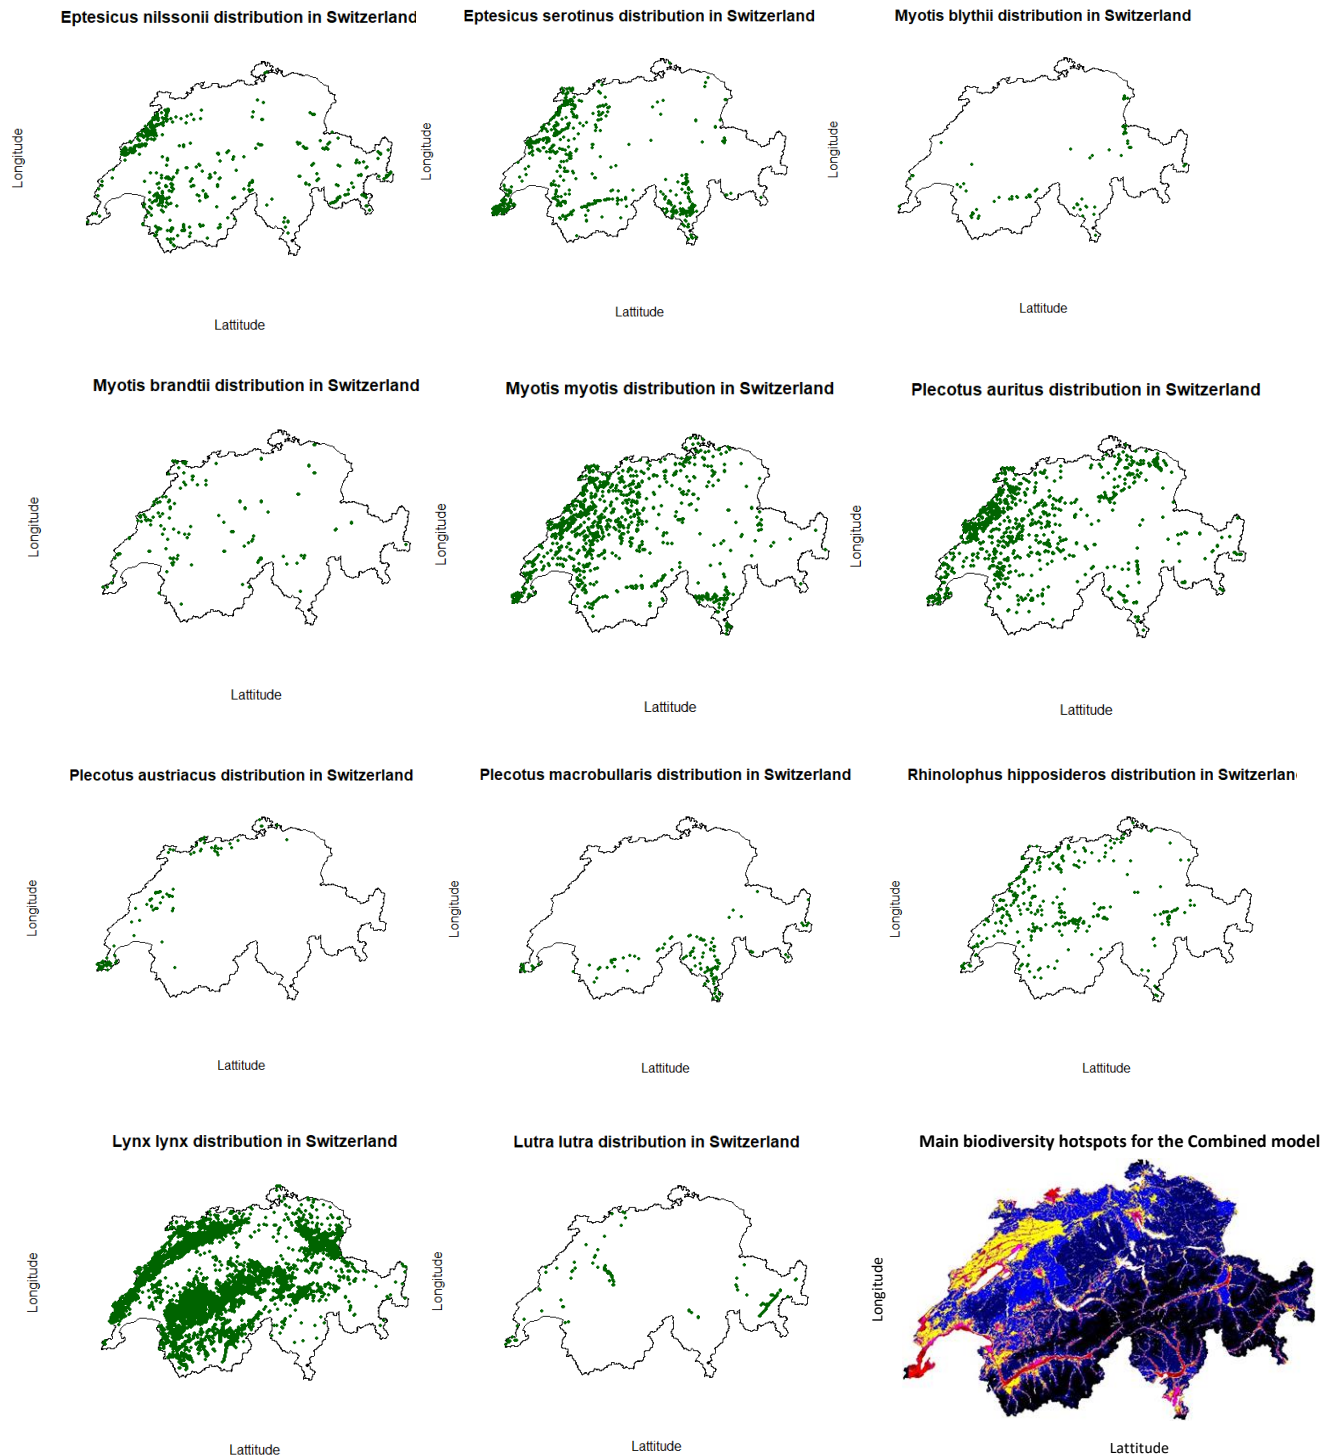 Eptesicus nilssonii distribution in Switzerland
Eptesicus serotinus distribution in Switzerland
Myotis blythii distribution in Switzerland
Longitude
Longitude
Longitude
Lattitude
Lattitude
Lattitude
Myotis brandtii distribution in Switzerland
Myotis myotis distribution in Switzerland
Plecotus auritus distribution in Switzerland
Longitude
Longitude
Longitude
Lattitude
Lattitude
Lattitude
Plecotus austriacus distribution in Switzerland
Plecotus macrobullaris distribution in Switzerland
Rhinolophus hipposideros distribution in Switzerlan
Longitude
Longitude
Longitude
Lattitude
Lattitude
Lattitude
Lynx lynx distribution in Switzerland
Lutra lutra distribution in Switzerland
Main biodiversity hotspots for the Combined model
Longitude
Longitude
Longitude
Lattitude
Lattitude
Lattitude